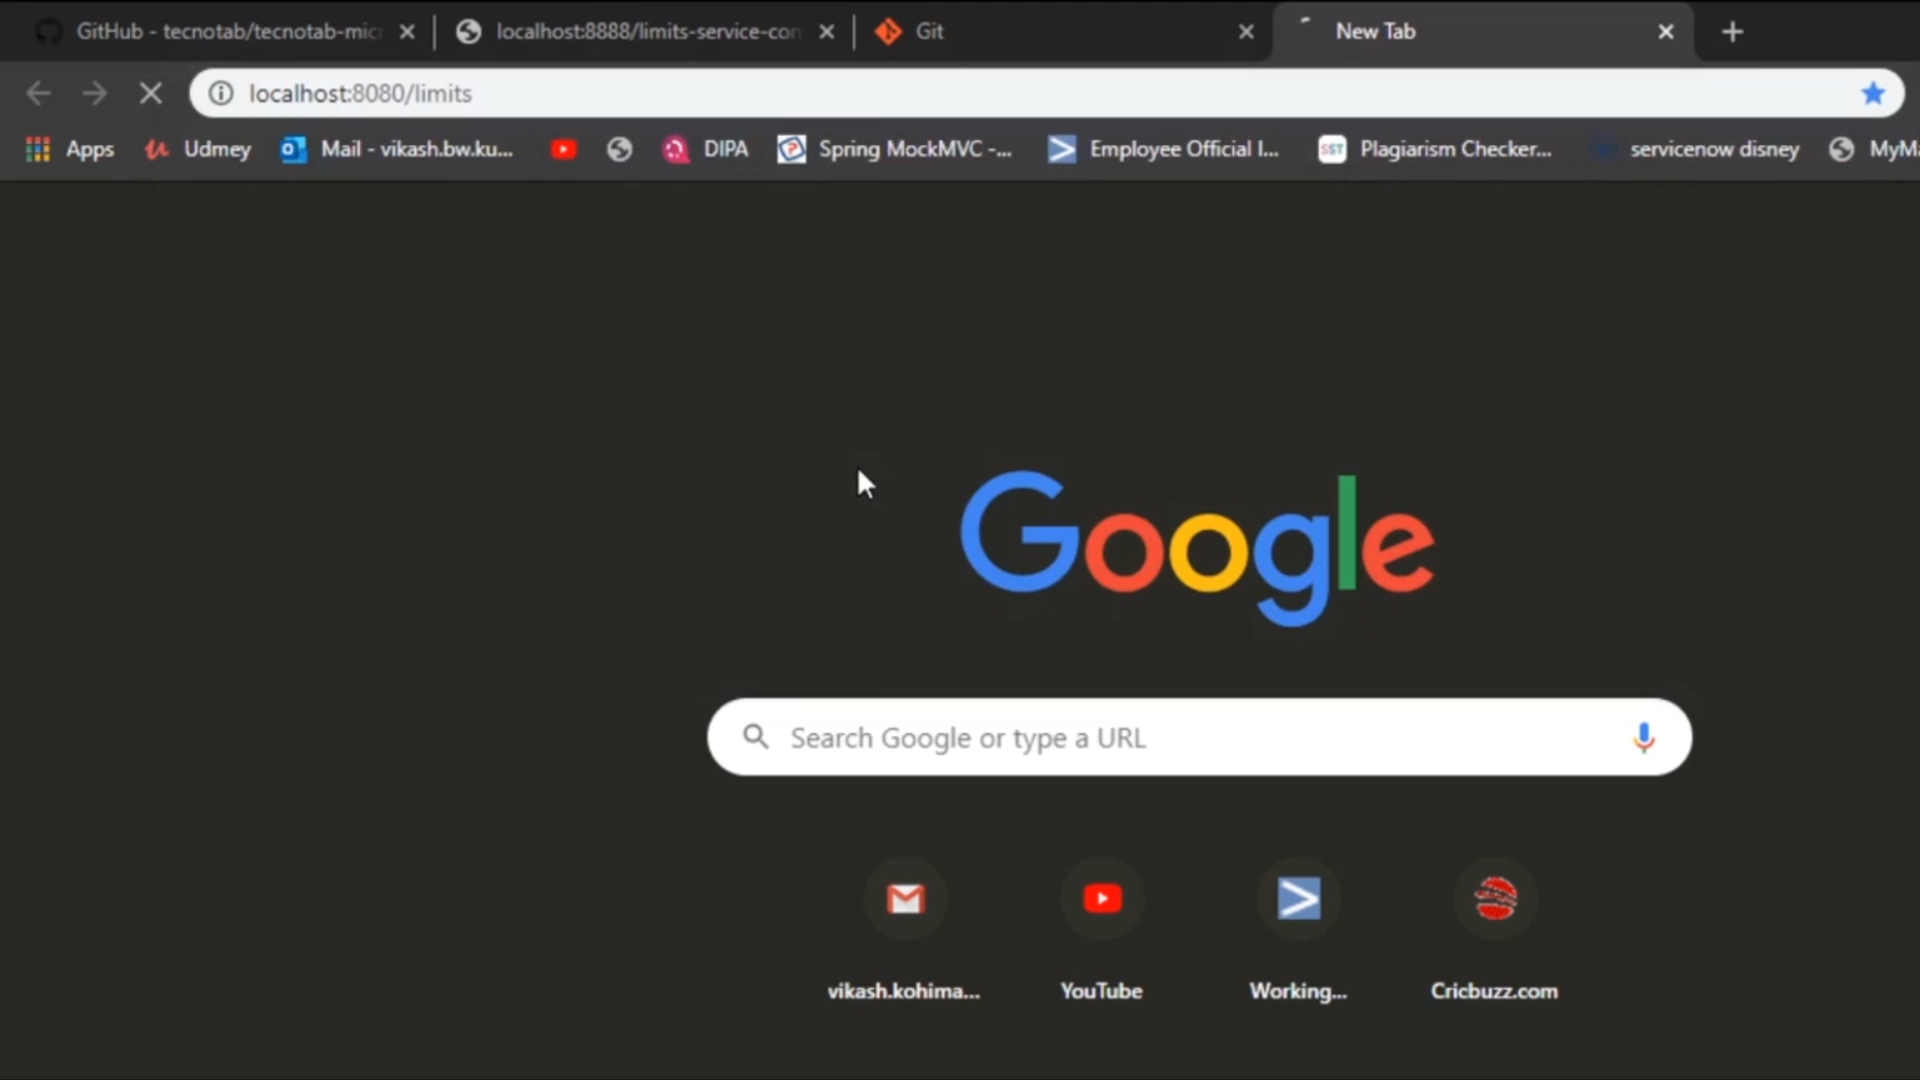 GitHub - tecnotab/tecnotab-mic
localhost:8888/limits-service-con
Git
New Tab
localhost:8080/limits
Apps
Udmey
Mail - vikash.bw.ku...
DIPA
Spring MockMVC -...
Employee Official I...
SST
Plagiarism Checker...
servicenow disney
MyMa
Google
Search Google or type a URL
vikash.kohima...
YouTube
Working...
Cricbuzz.com